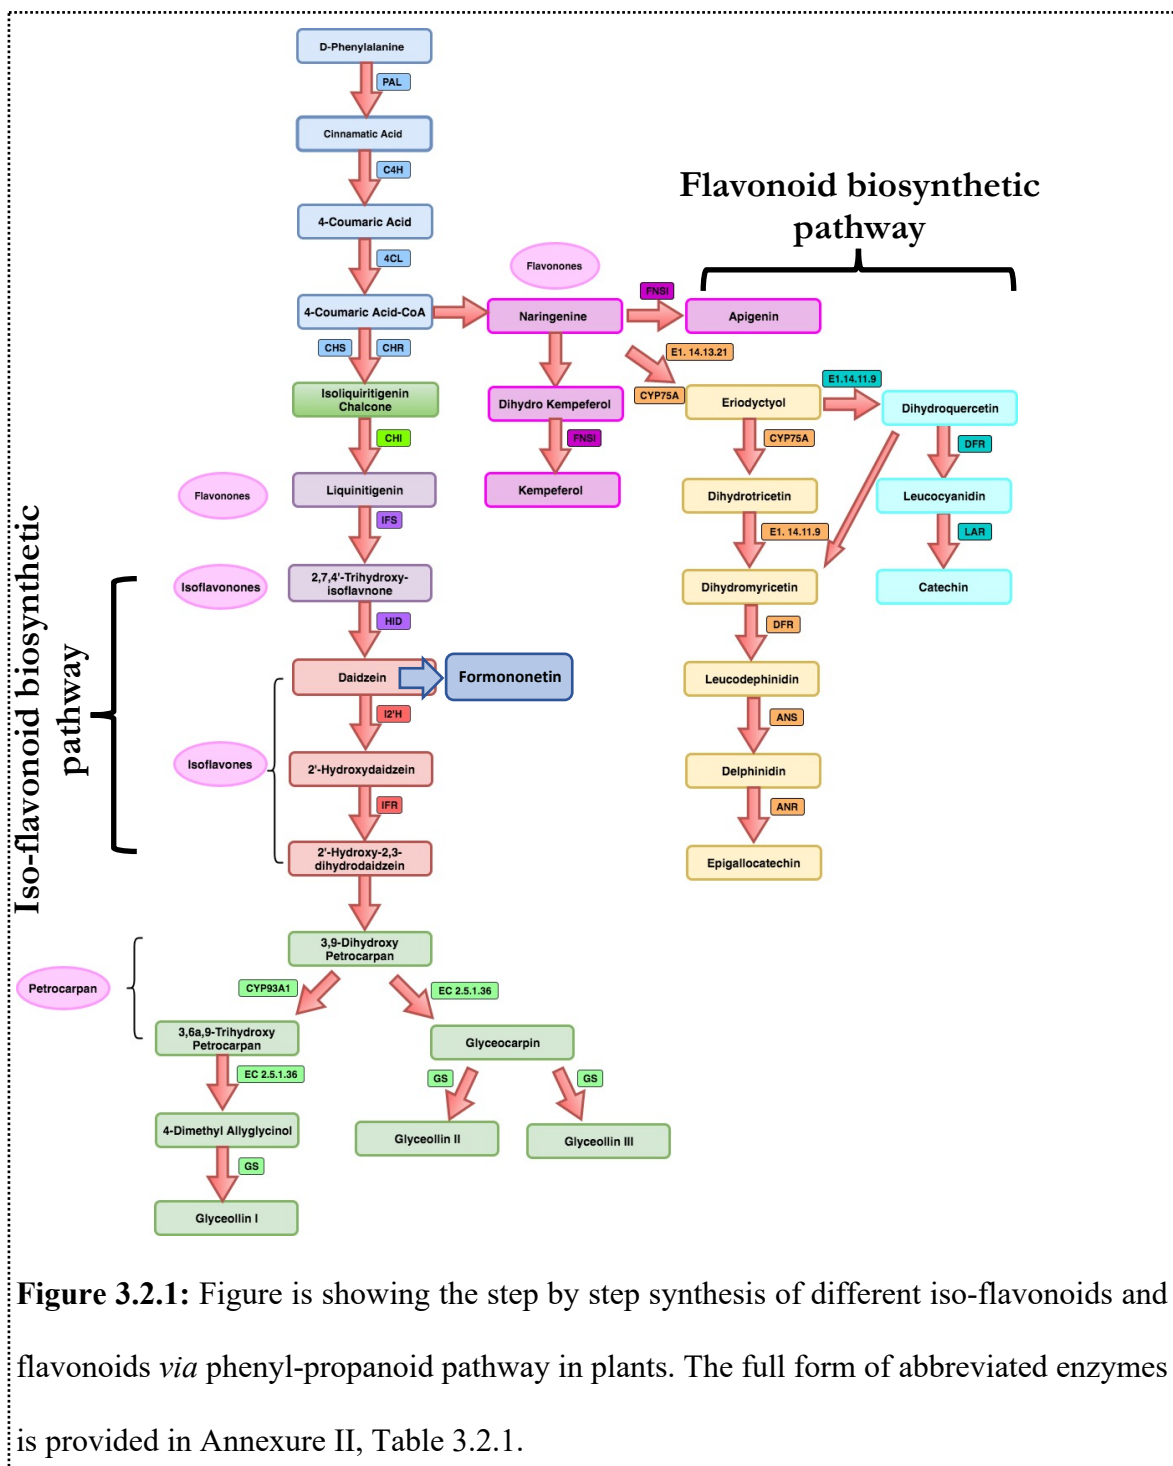 D-Phenylalanine
PAL
Cinnamatic Acid
C4H
4-Coumaric Acid
4CL
4-Coumaric Acid-CoA
CHS
CHR
Isoliquiritigenin
Chalcone
CHI
Flavonones
Liquinitigenin
IFS
Isoflavonones
2,7,4'-Trihydroxy-
isoflavnone
HID
Daidzein
Formononetin
I2'H
Isoflavones
2'-Hydroxydaidzein
IFR
2'-Hydroxy-2,3-
dihydrodaidzein
Iso-flavonoid biosynthetic
pathway
3,9-Dihydroxy
Petrocarpan
Petrocarpan
CYP93A1
EC 2.5.1.36
3,6a,9-Trihydroxy
Petrocarpan
Glyceocarpin
EC 2.5.1.36
GS
GS
4-Dimethyl Allyglycinol
Glyceollin II
Glyceollin III
GS
Glyceollin I
Flavonoid biosynthetic
pathway
Flavonones
Naringenine
FNSI
Apigenin
E1. 14.13.21
CYP75A
Dihydro Kempeferol
FNSI
Kempeferol
Eriodyctyol
E1.14.11.9
Dihydroquercetin
CYP75A
DFR
Dihydrotricetin
Leucocyanidin
E1. 14.11.9
LAR
Dihydromyricetin
Catechin
DFR
Leucodephinidin
ANS
Delphinidin
ANR
Epigallocatechin
Figure 3.2.1: Figure is showing the step by step synthesis of different iso-flavonoids and
flavonoids via phenyl-propanoid pathway in plants. The full form of abbreviated enzymes
is provided in Annexure II, Table 3.2.1.